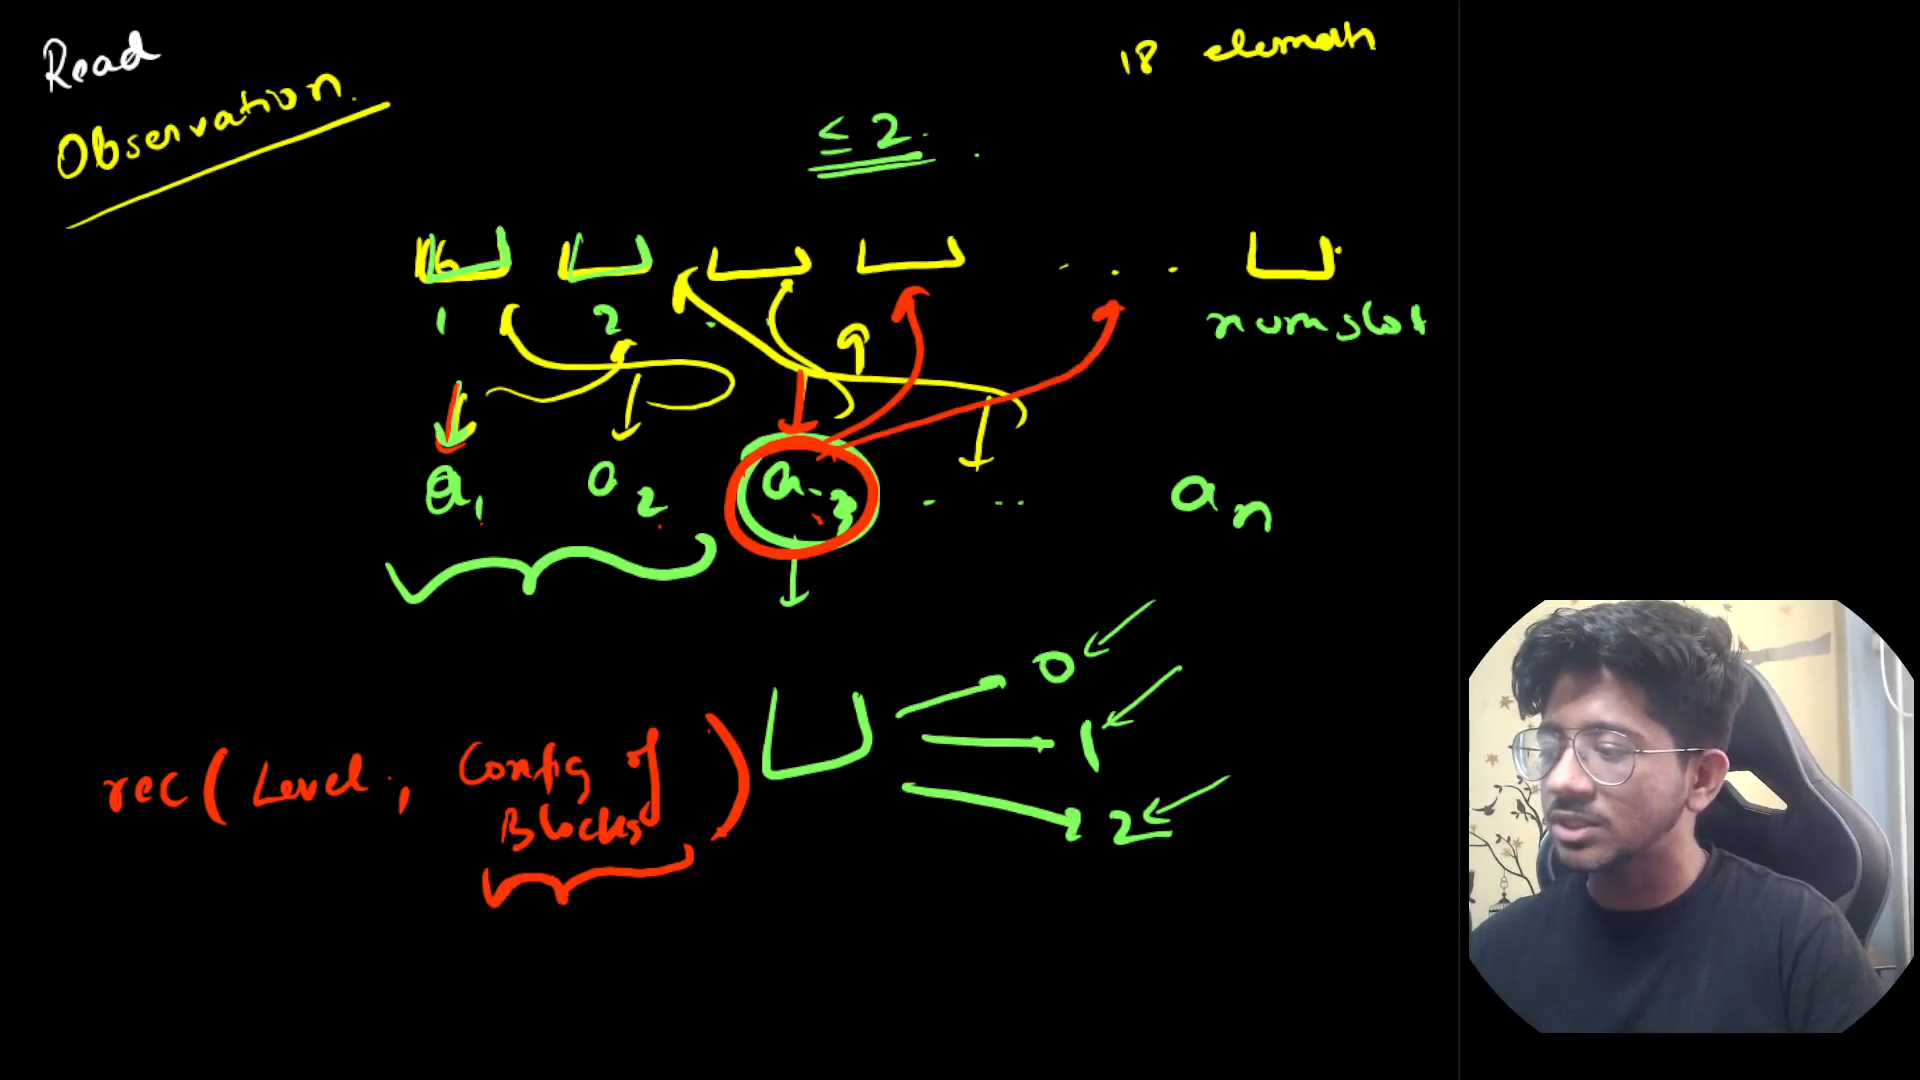 Read
Observation.
18
≤ 2.
1 2 numslot
a1 a2 a3 . .. an
0
1
2
rec (Level, Config of
Blocks)